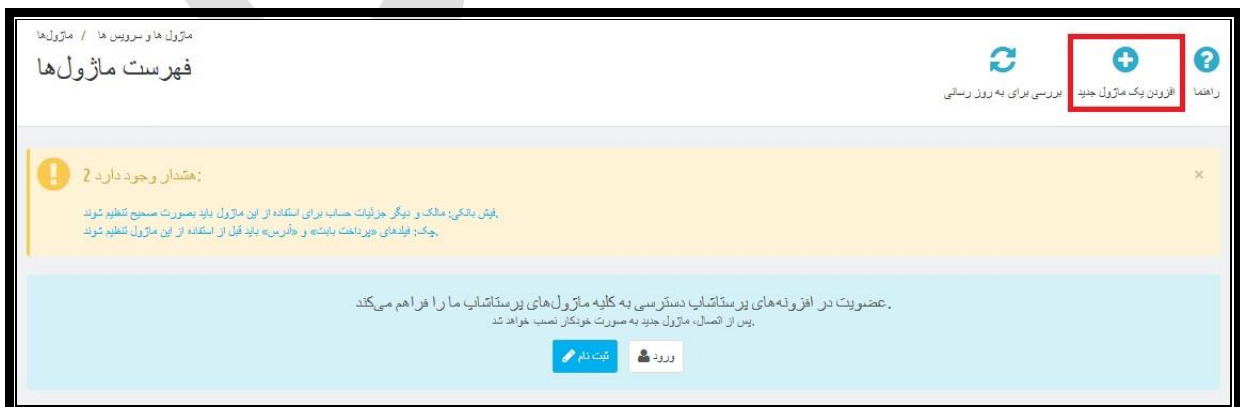 ماژول ها و سرویس ها / ماژول‌ها
فهرست ماژول‌ها
بررسی برای به روز رسانی
افزودن یک ماژول جدید
راهنما
2 هشدار وجود دارد:
فیش بانکی: مالک و دیگر جزئیات حساب برای استفاده از این ماژول باید بصورت صحیح تنظیم شوند.
چک: فیلدهای «پرداخت بابت» و «آدرس» باید قبل از استفاده از این ماژول تنظیم شوند.
عضویت در افزونه‌های پرستاشاپ دسترسی به کلیه ماژول‌های پرستاشاپ ما را فراهم می‌کند.
پس از اتصال، ماژول جدید به صورت خودکار نصب خواهد شد.
ثبت نام
ورود